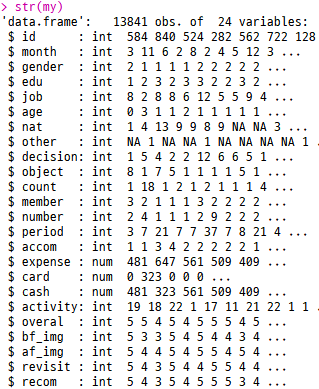 > str(my)
'data.frame':   13841 obs. of  24 variables:
 $ id      : int  584 840 524 282 562 722 128
 $ month   : int  3 11 6 2 8 2 4 5 12 3 ...
 $ gender  : int  2 1 1 1 1 2 2 2 2 2 ...
 $ edu     : int  1 2 3 2 3 3 2 2 3 2 ...
 $ job     : int  8 2 8 8 6 12 5 5 9 4 ...
 $ age     : int  0 3 1 1 2 1 1 1 1 1 ...
 $ nat     : int  1 4 13 9 9 8 9 NA NA 3 ...
 $ other   : int  NA 1 NA NA 1 NA NA NA NA 1 .
 $ decision: int  1 5 4 2 2 12 6 6 5 1 ...
 $ object  : int  8 1 7 5 1 1 1 1 5 1 ...
 $ count   : int  1 18 1 2 1 2 1 1 1 4 ...
 $ member  : int  3 2 1 1 1 3 2 2 2 2 ...
 $ number  : int  2 4 1 1 1 2 9 2 2 2 ...
 $ period  : int  3 7 21 7 7 37 7 8 21 4 ...
 $ accom   : int  1 1 3 4 2 2 2 2 2 1 ...
 $ expense : num  481 647 561 509 409 ...
 $ card    : num  0 323 0 0 0 ...
 $ cash    : num  481 323 561 509 409 ...
 $ activity: int  19 18 22 1 17 11 21 22 1 1 .
 $ overal  : int  5 5 4 5 4 5 5 5 4 5 ...
 $ bf_img  : int  5 3 3 5 4 5 4 4 3 4 ...
 $ af_img  : int  5 4 4 5 5 4 5 5 4 4 ...
 $ revisit : int  5 4 3 5 4 5 5 4 4 ...
 $ recom   : int  5 4 3 5 4 5 5 5 3 4 ...